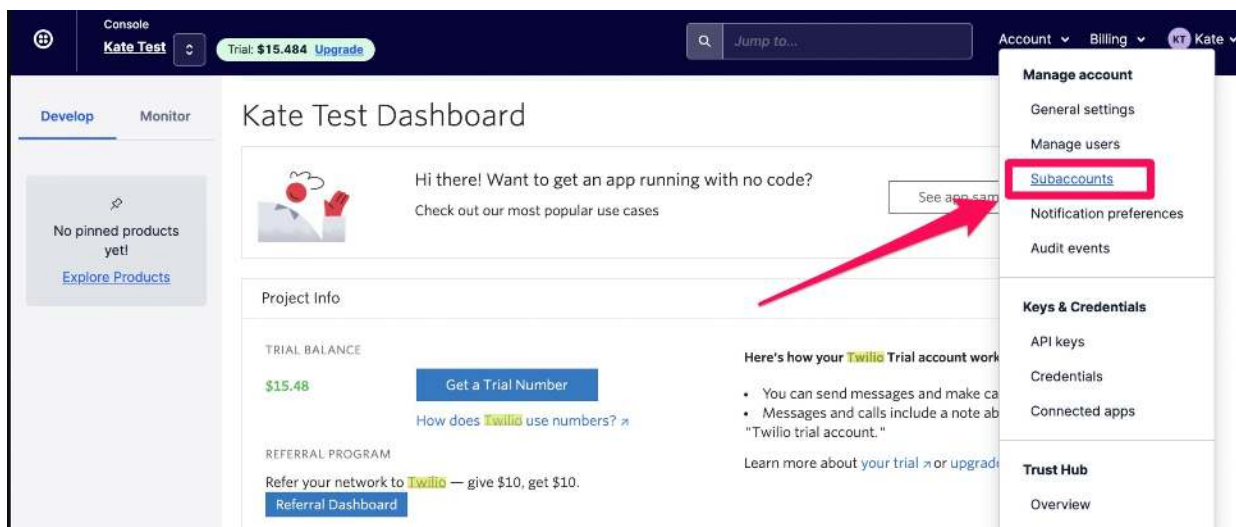 Console
Kate Test
Trial: $15.484 Upgrade
Jump to...
Account
Billing
KT Kate
Develop
Monitor
No pinned products
yet!
Explore Products
Kate Test Dashboard
Hi there! Want to get an app running with no code?
Check out our most popular use cases
See app sam
Project Info
TRIAL BALANCE
$15.48
Get a Trial Number
How does Twilio use numbers?
REFERRAL PROGRAM
Refer your network to Twilio — give $10, get $10.
Referral Dashboard
Here's how your Twilio Trial account work
• You can send messages and make ca
• Messages and calls include a note ab
"Twilio trial account."
Learn more about your trial or upgrade
Manage account
General settings
Manage users
Subaccounts
Notification preferences
Audit events
Keys & Credentials
API keys
Credentials
Connected apps
Trust Hub
Overview